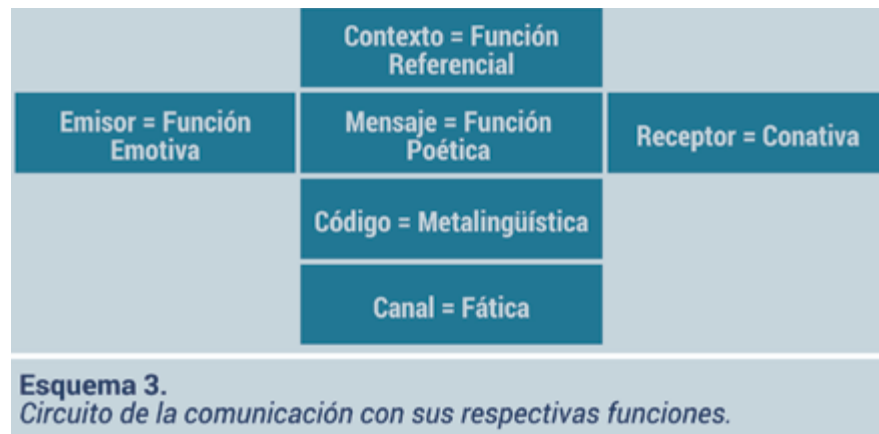 Contexto = Función
Referencial
Emisor = Función
Emotiva
Mensaje = Función
Poética
Receptor = Conativa
Código = Metalingüística
Canal = Fática
Esquema 3.
Circuito de la comunicación con sus respectivas funciones.